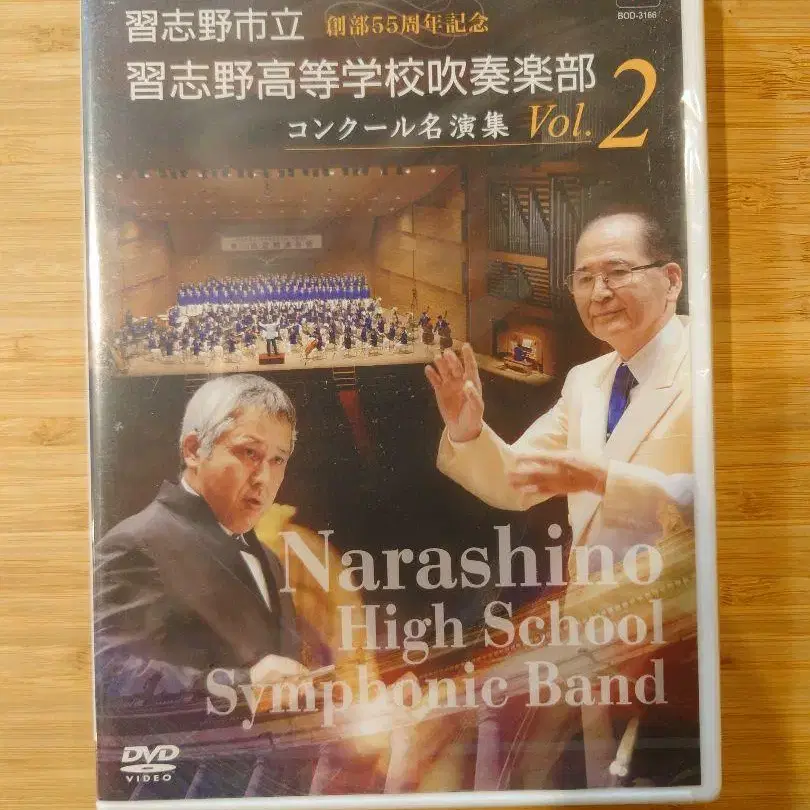 BOD-3166
習志野市立 創部55周年記念
習志野高等学校吹奏楽部
コンクール名演集 Vol. 2
Narashino
High School
Symphonic Band
DVD
VIDEO